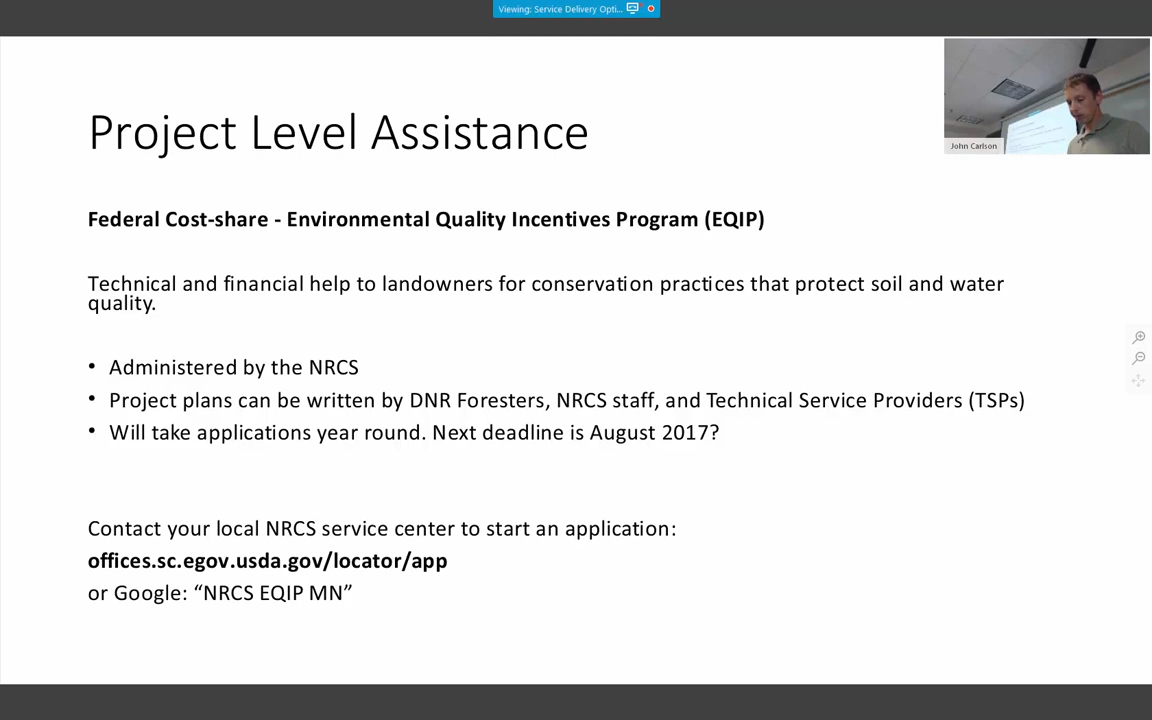 Viewing: Service Delivery Opti...
Project Level Assistance
John Carlson
Federal Cost-share - Environmental Quality Incentives Program (EQIP)
Technical and financial help to landowners for conservation practices that protect soil and water
quality.
• Administered by the NRCS
• Project plans can be written by DNR Foresters, NRCS staff, and Technical Service Providers (TSPs)
• Will take applications year round. Next deadline is August 2017?
Contact your local NRCS service center to start an application:
offices.sc.egov.usda.gov/locator/app
or Google: “NRCS EQIP MN”